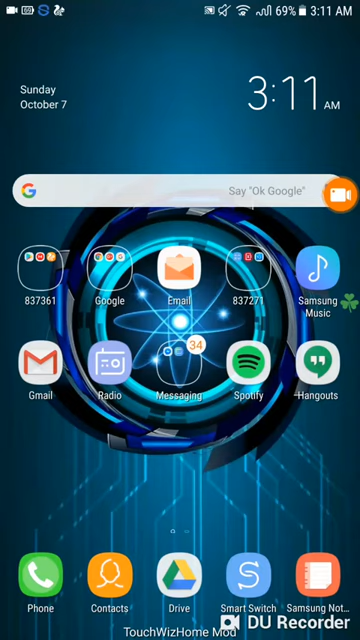 69% 3:11 AM
Sunday
October 7
3:11 AM
Say "Ok Google"
837361
Google
Email
837271
Samsung
Music
34
Gmail
Radio
Messaging
Spotify
Hangouts
Phone
Contacts
Drive
Smart Switch
Samsung Not...
DU Recorder
TouchWizHome Mod